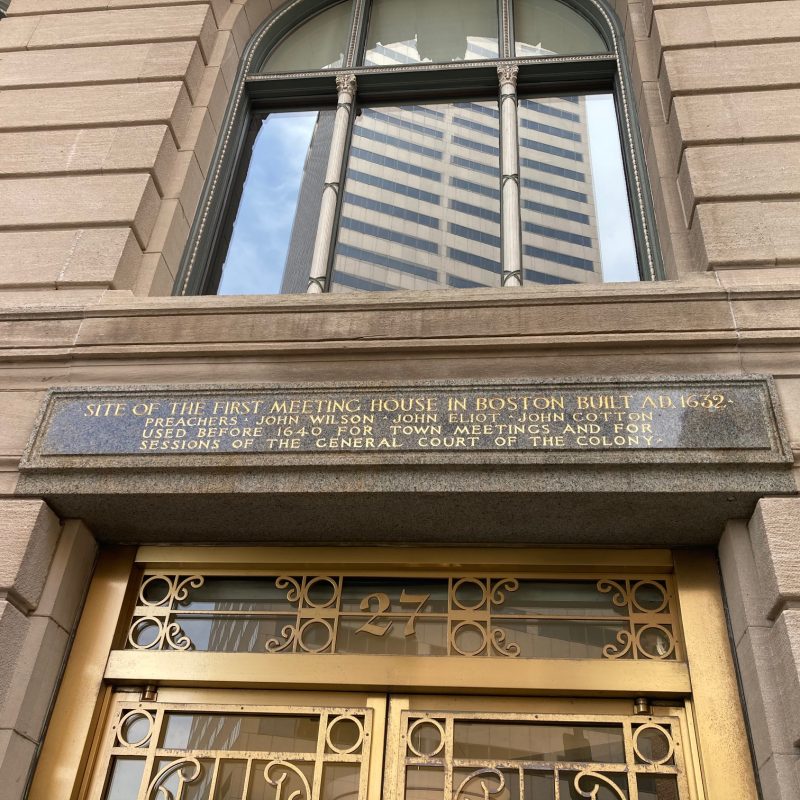 SITE OF THE FIRST MEETING HOUSE IN BOSTON BUILT A.D. 1632·
PREACHERS · JOHN WILSON · JOHN ELIOT · JOHN COTTON
USED BEFORE 1640 FOR TOWN MEETINGS AND FOR
SESSIONS OF THE GENERAL COURT OF THE COLONY·
27